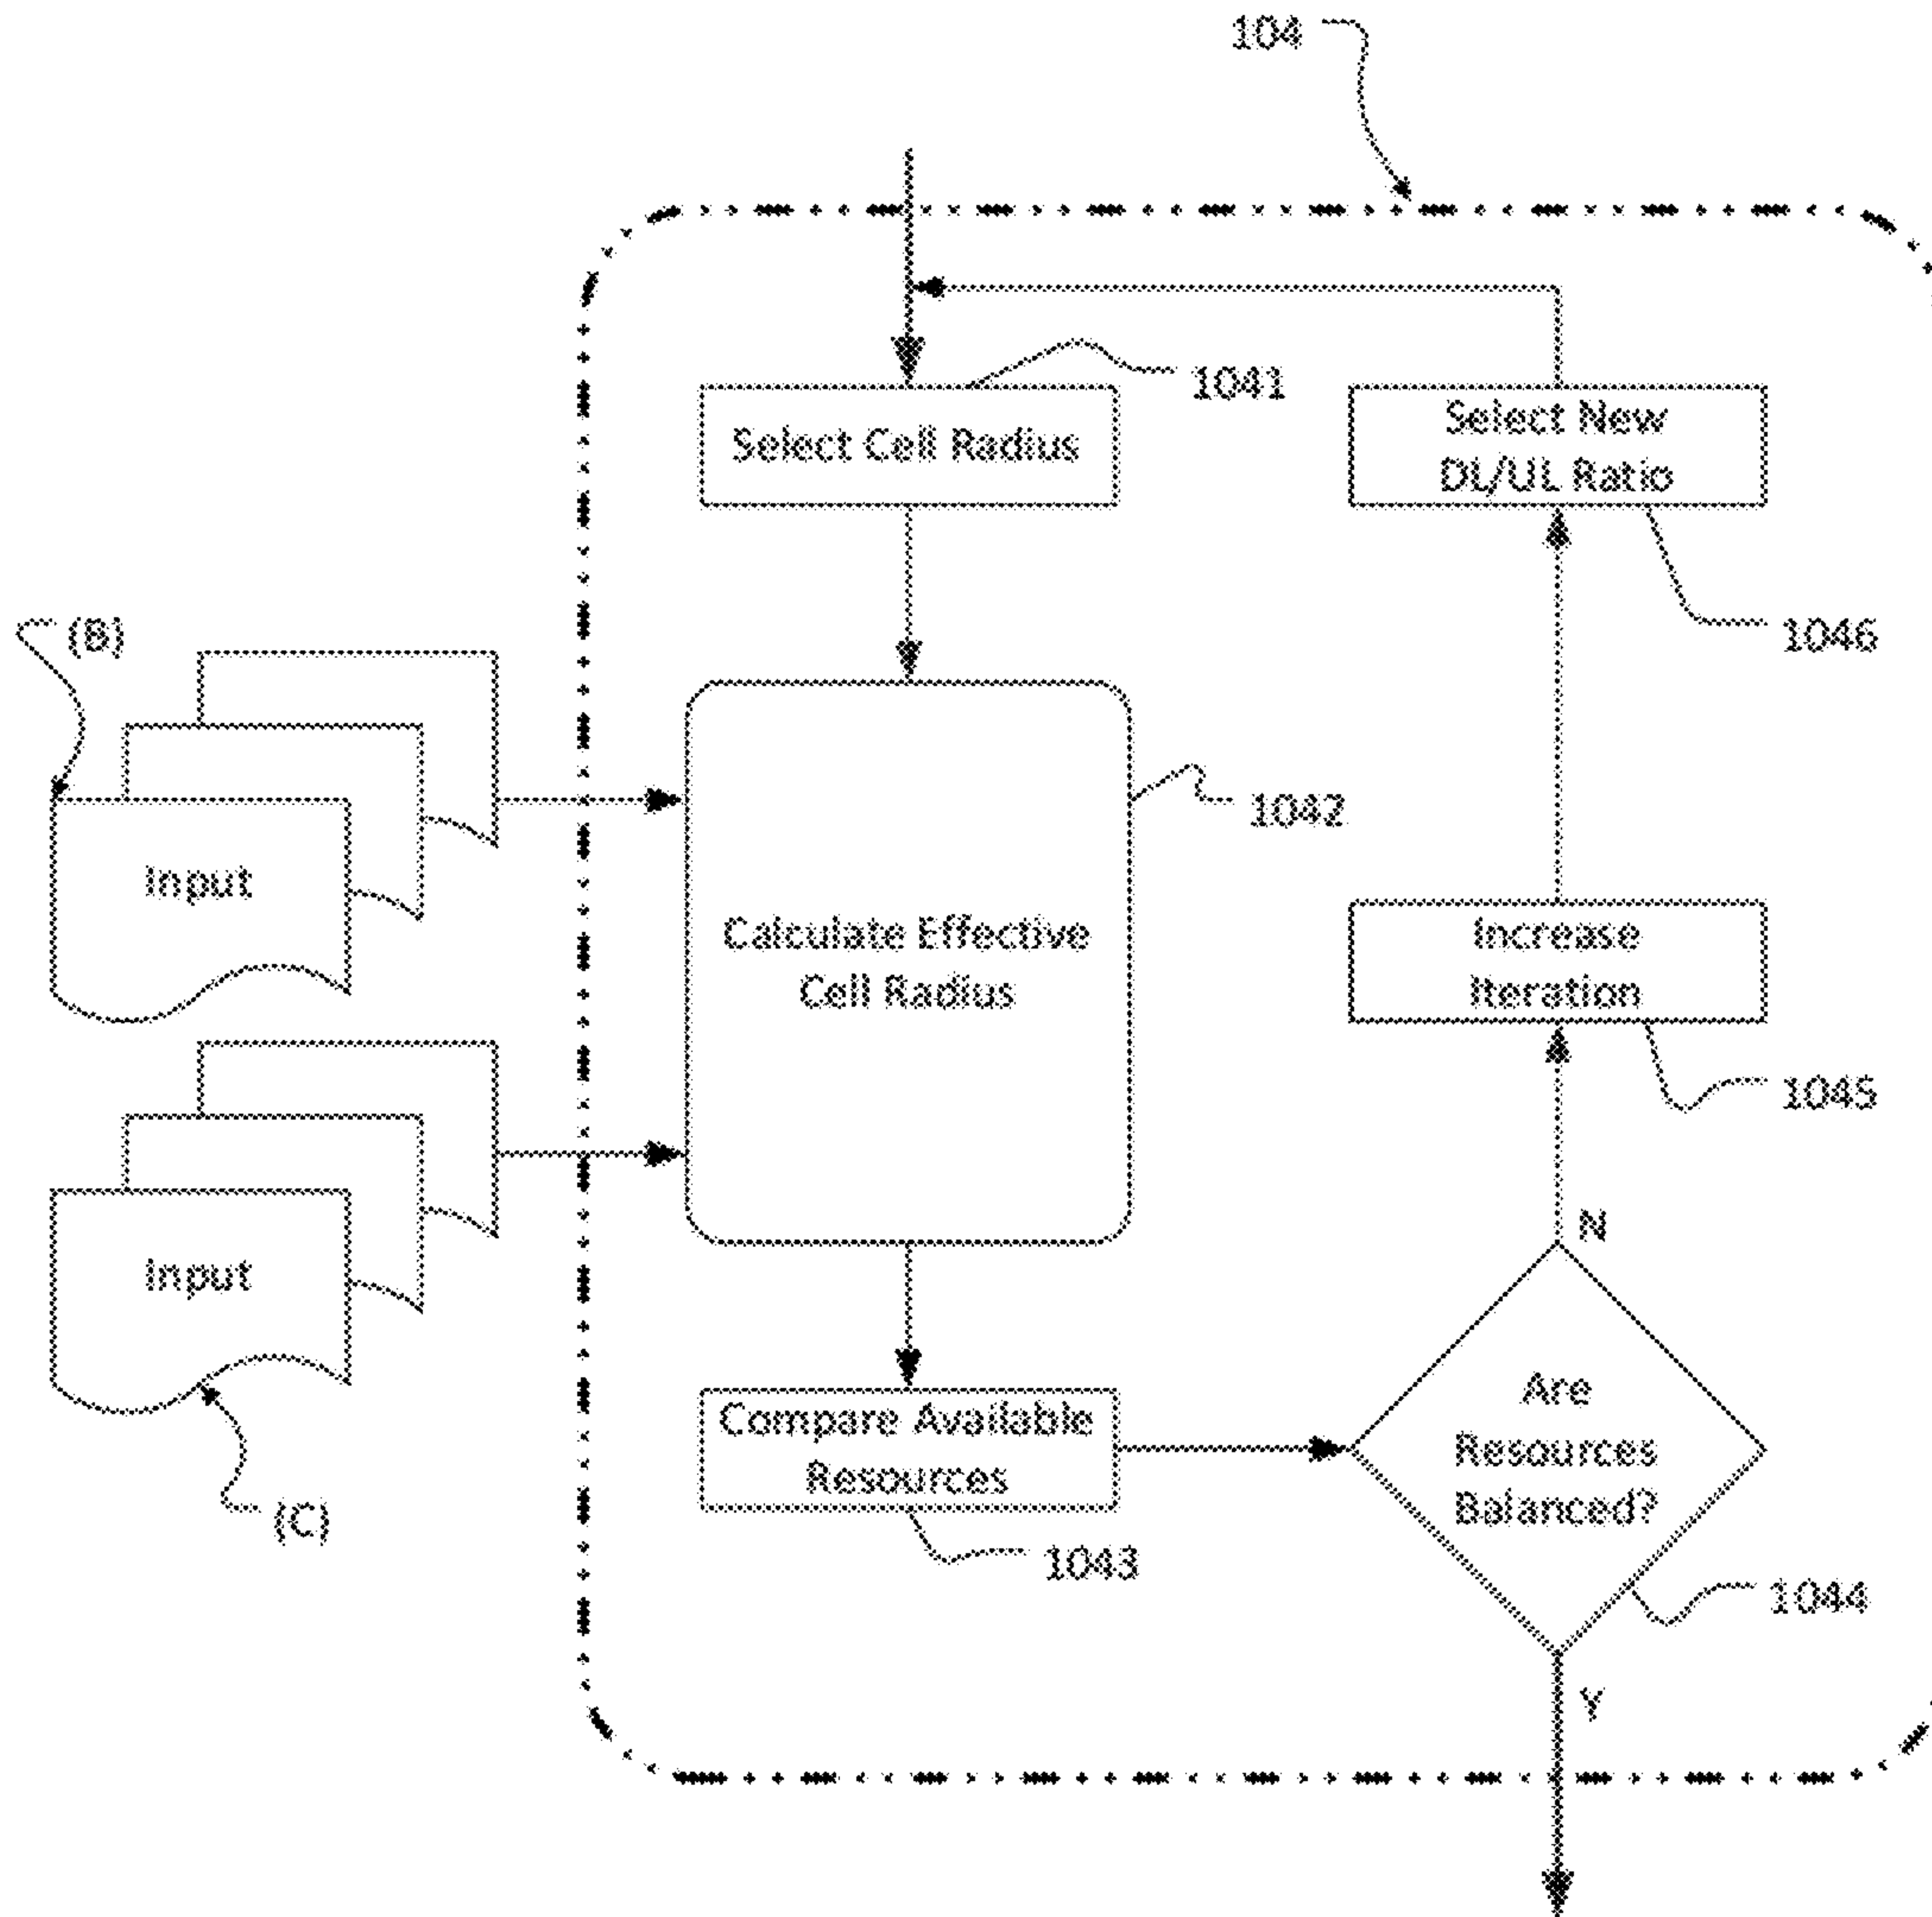 104
1041
Select Cell Radius
Select New
DL/UL Ratio
(B)
1046
1042
Input
Calculate Effective
Cell Radius
Increase
Iteration
1045
N
Input
Are
Resources
Balanced?
Compare Available
Resources
(C)
1043
1044
Y